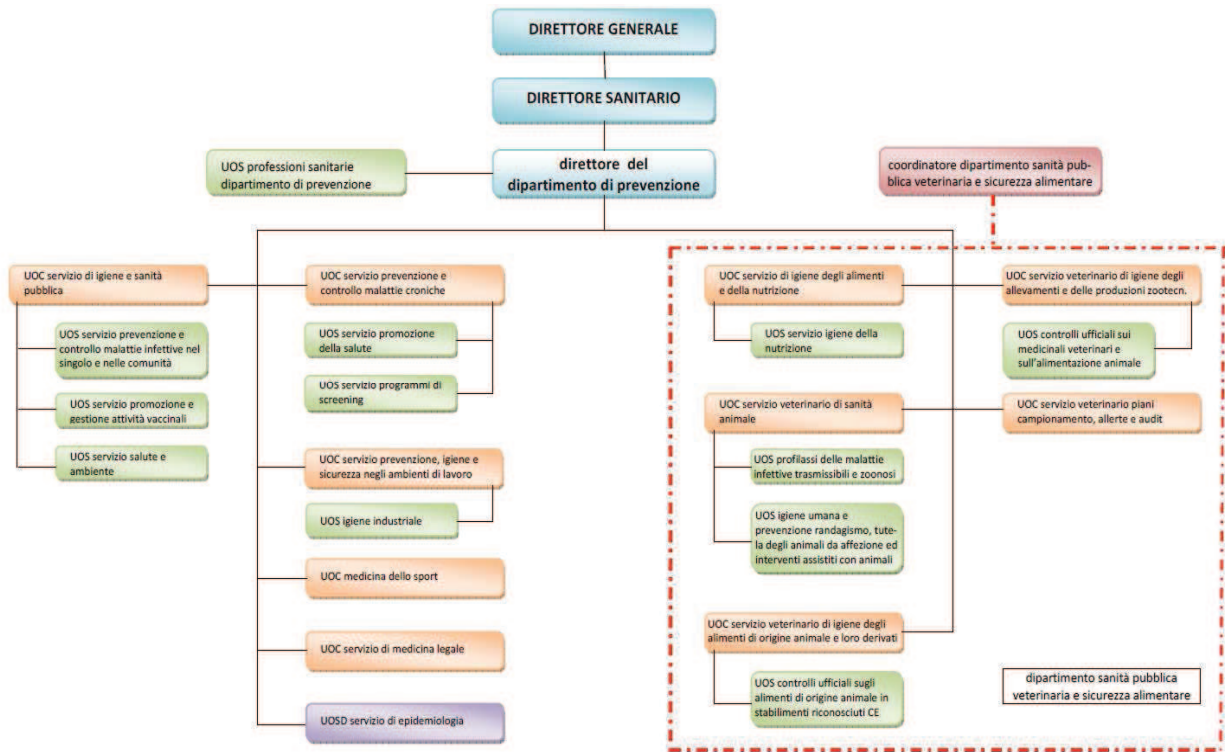 DIRETTORE GENERALE
DIRETTORE SANITARIO
UOS professioni sanitarie
dipartimento di prevenzione
direttore del
dipartimento di prevenzione
coordinatore dipartimento sanità pub-
blica veterinaria e sicurezza alimentare
UOC servizio di igiene e sanità
pubblica
UOS servizio prevenzione e
controllo malattie infettive nel
singolo e nelle comunità
UOS servizio promozione e
gestione attività vaccinali
UOS servizio salute e
ambiente
UOC servizio prevenzione e
controllo malattie croniche
UOS servizio promozione
della salute
UOS servizio programmi di
screening
UOC servizio prevenzione, igiene e
sicurezza negli ambienti di lavoro
UOS igiene industriale
UOC medicina dello sport
UOC servizio di medicina legale
UOSD servizio di epidemiologia
UOC servizio di igiene degli alimenti
e della nutrizione
UOS servizio igiene della
nutrizione
UOC servizio veterinario di sanità
animale
UOS profilassi delle malattie
infettive trasmissibili e zoonosi
UOS igiene umana e
prevenzione randagismo, tute-
la degli animali da affezione ed
interventi assistiti con animali
UOC servizio veterinario di igiene degli
alimenti di origine animale e loro derivati
UOS controlli ufficiali sugli
alimenti di origine animale in
stabilimenti riconosciuti CE
UOC servizio veterinario di igiene degli
allevamenti e delle produzioni zootecn.
UOS controlli ufficiali sui
medicinali veterinari e
sull'alimentazione animale
UOC servizio veterinario piani
campionamento, allerte e audit
dipartimento sanità pubblica
veterinaria e sicurezza alimentare